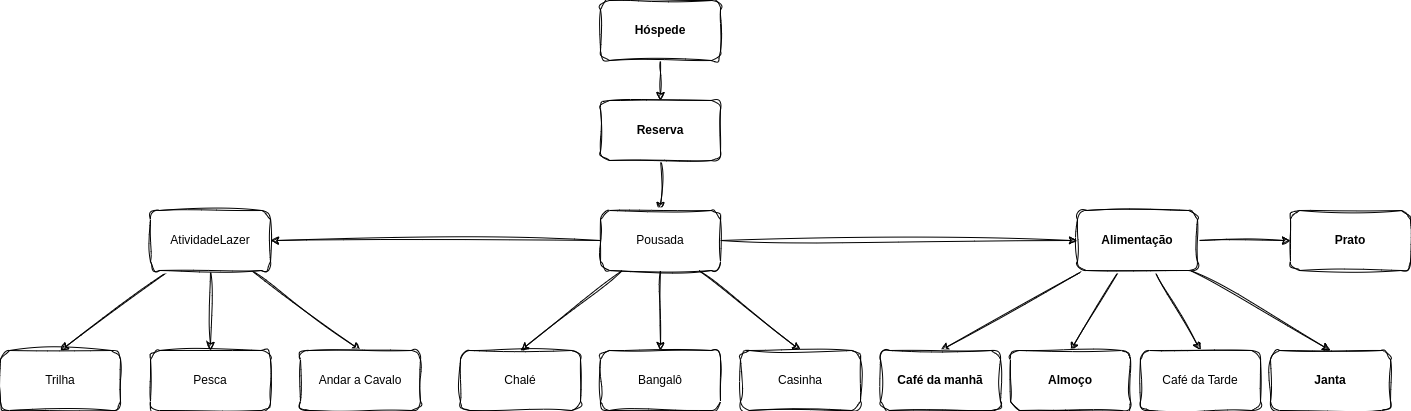 Hóspede
Reserva
AtividadeLazer
Pousada
Alimentação
Prato
Trilha
Pesca
Andar a Cavalo
Chalé
Bangalô
Casinha
Café da manhã
Almoço
Café da Tarde
Janta